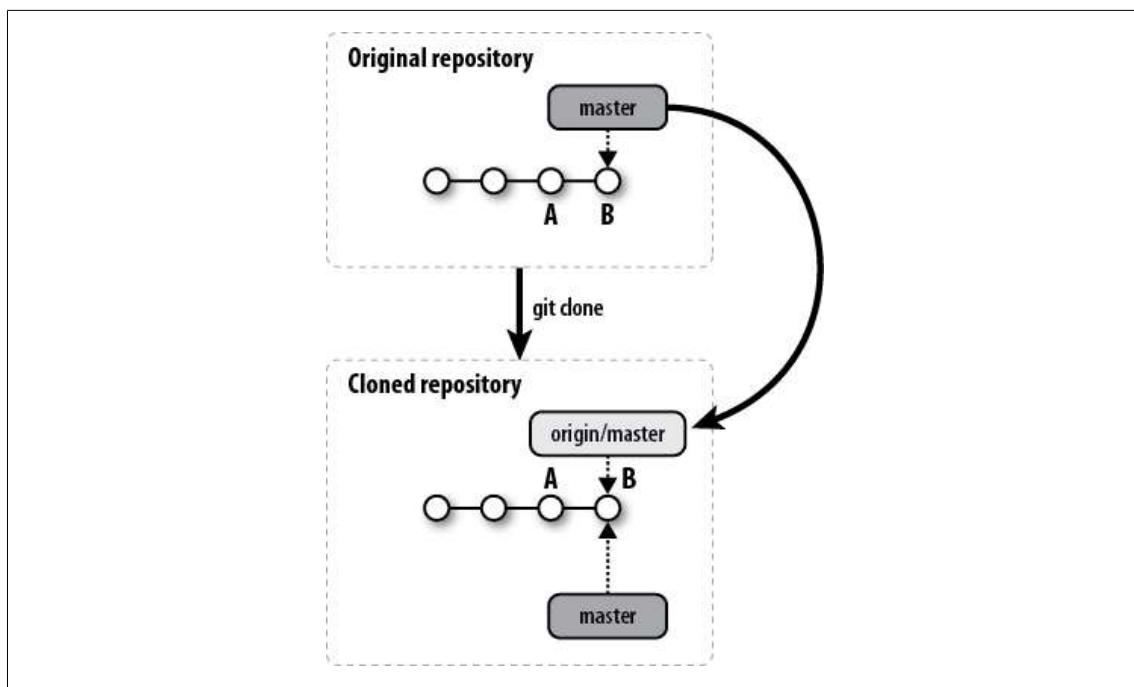 Original repository
master
A B
git clone
Cloned repository
origin/master
A B
master